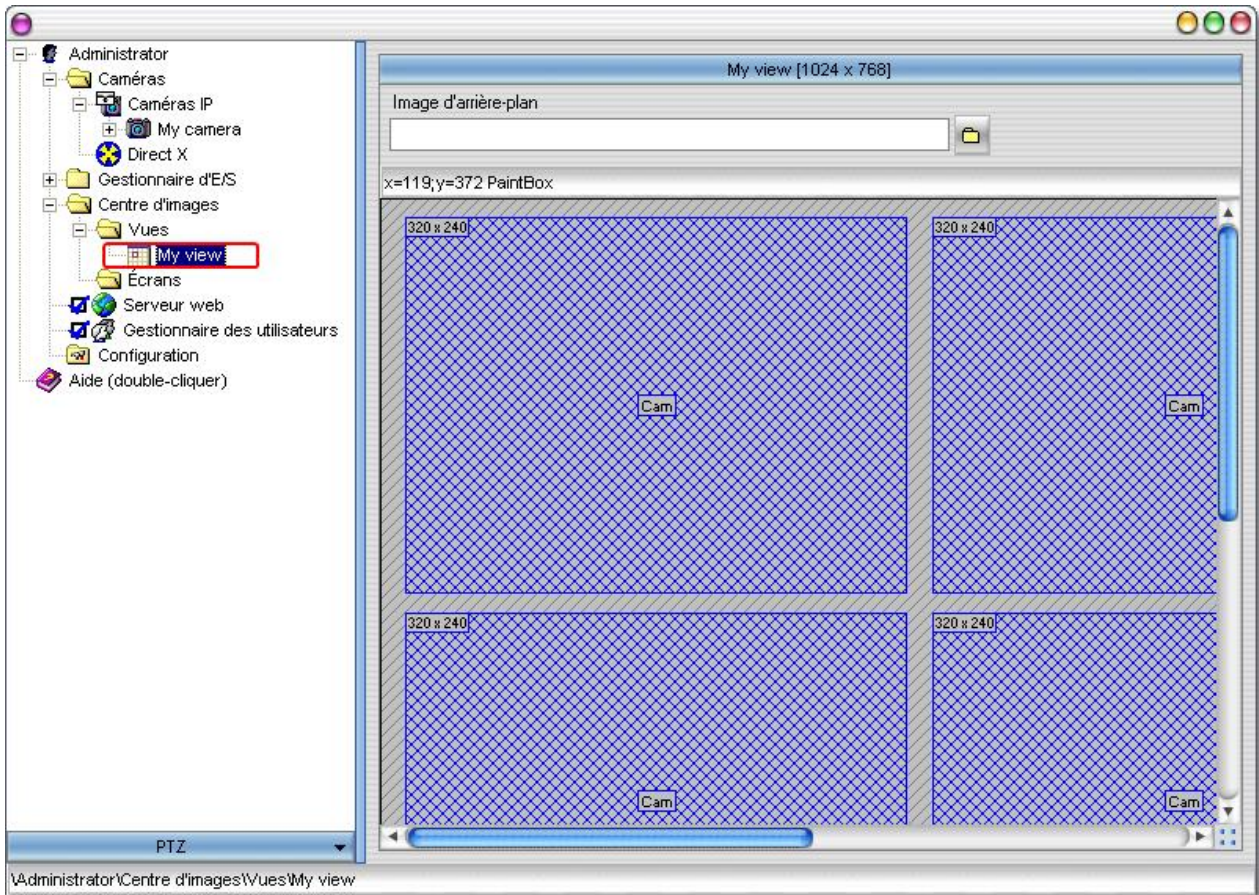 Administrator
Caméras
Caméras IP
My camera
Direct X
Gestionnaire d'E/S
Centre d'images
Vues
My view
Écrans
Serveur web
Gestionnaire des utilisateurs
Configuration
Aide (double-cliquer)
PTZ
My view [1024 x 768]
Image d'arrière-plan
x=119;y=372 PaintBox
320 x 240
320 x 240
Cam
Cam
320 x 240
320 x 240
Cam
Cam
\Administrator\Centre d'images\Vues\My view